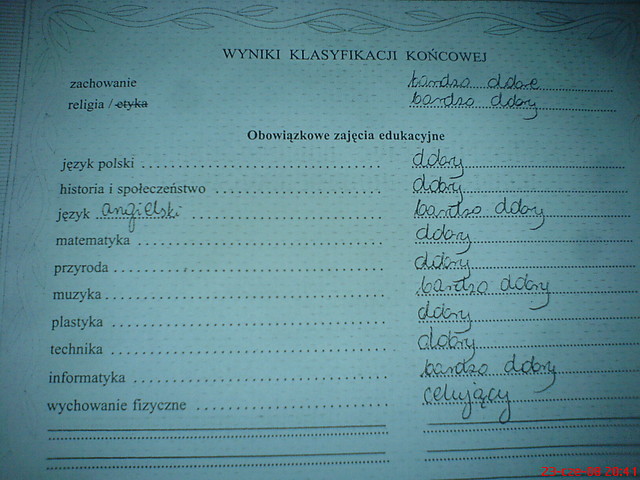 WYNIKI KLASYFIKACJI KOŃCOWEJ
zachowanie bardzo dobre
religia / etyka bardzo dobry
Obowiązkowe zajęcia edukacyjne
język polski dobry
historia i społeczeństwo dobry
język angielski bardzo dobry
matematyka dobry
przyroda dobry
muzyka bardzo dobry
plastyka dobry
technika dobry
informatyka bardzo dobry
wychowanie fizyczne celujący